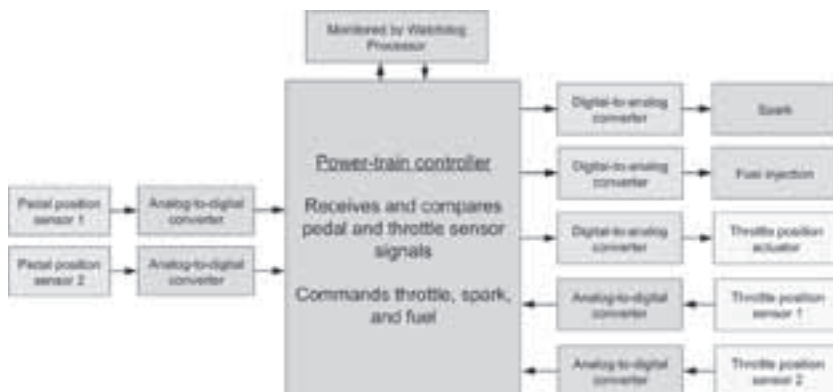 Monitored by Watchdog
Processor
Digital-to-analog
converter
Spark
Power-train controller
Digital-to-analog
converter
Fuel injection
Pedal position
sensor 1
Analog-to-digital
converter
Receives and compares
pedal and throttle sensor
signals
Digital-to-analog
converter
Throttle position
actuator
Pedal position
sensor 2
Analog-to-digital
converter
Commands throttle, spark,
and fuel
Analog-to-digital
converter
Throttle position
sensor 1
Analog-to-digital
converter
Throttle position
sensor 2